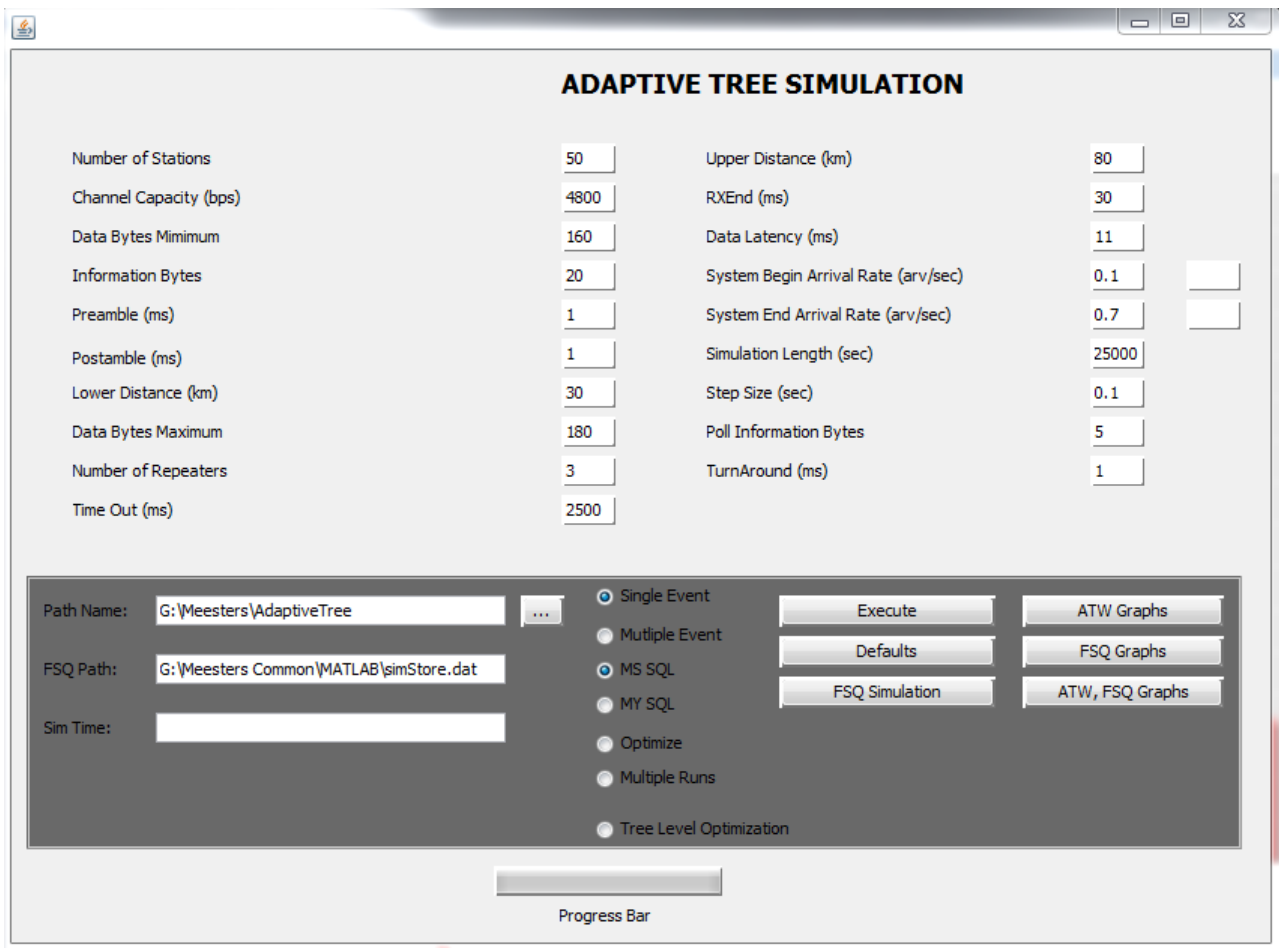 ADAPTIVE TREE SIMULATION
Number of Stations 50 Upper Distance (km) 80
Channel Capacity (bps) 4800 RXEnd (ms) 30
Data Bytes Mimimum 160 Data Latency (ms) 11
Information Bytes 20 System Begin Arrival Rate (arv/sec) 0.1
Preamble (ms) 1 System End Arrival Rate (arv/sec) 0.7
Postamble (ms) 1 Simulation Length (sec) 25000
Lower Distance (km) 30 Step Size (sec) 0.1
Data Bytes Maximum 180 Poll Information Bytes 5
Number of Repeaters 3 TurnAround (ms) 1
Time Out (ms) 2500
Path Name: G:\Meesters\AdaptiveTree ... Single Event Execute ATW Graphs
Mutliple Event Defaults FSQ Graphs
FSQ Path: G:\Meesters Common\MATLAB\simStore.dat MS SQL FSQ Simulation ATW, FSQ Graphs
MY SQL
Sim Time: Optimize
Multiple Runs
Tree Level Optimization
Progress Bar